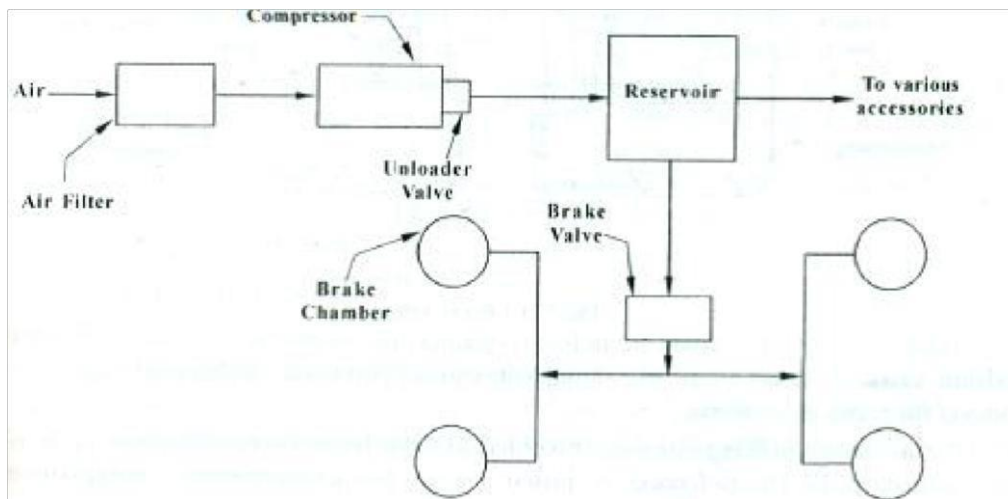 Compressor
Air
Reservoir
To various
accessories
Unloader
Valve
Air Filter
Brake
Valve
Brake
Chamber